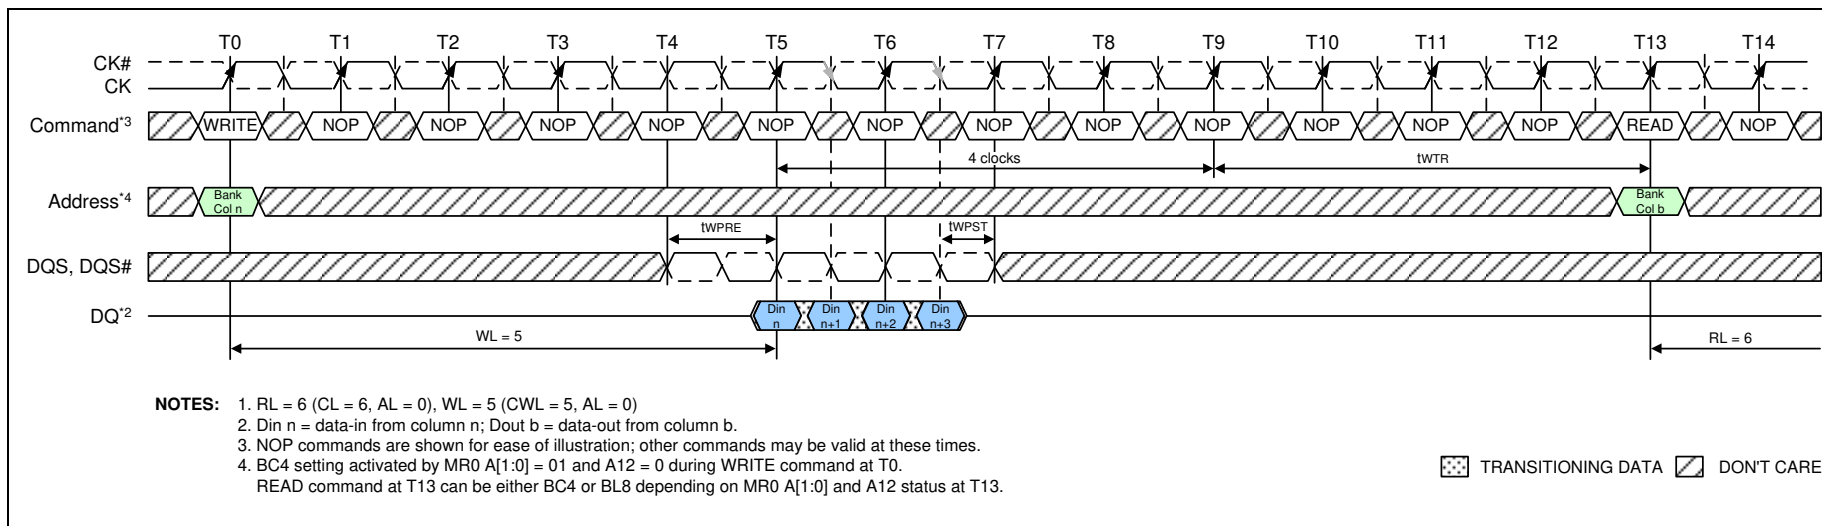 T0 T1 T2 T3 T4 T5 T6 T7 T8 T9 T10 T11 T12 T13 T14
CK#
CK
Command*3 WRITE NOP NOP NOP NOP NOP NOP NOP NOP NOP NOP NOP NOP READ NOP
4 clocks tWTR
Address*4 Bank Col n Bank Col b
tWPRE tWPST
DQS, DQS#
DQ*2 Din n Din n+1 Din n+2 Din n+3
WL = 5 RL = 6
NOTES: 1. RL = 6 (CL = 6, AL = 0), WL = 5 (CWL = 5, AL = 0)
2. Din n = data-in from column n; Dout b = data-out from column b.
3. NOP commands are shown for ease of illustration; other commands may be valid at these times.
4. BC4 setting activated by MR0 A[1:0] = 01 and A12 = 0 during WRITE command at T0.
READ command at T13 can be either BC4 or BL8 depending on MR0 A[1:0] and A12 status at T13.
TRANSITIONING DATA DON'T CARE